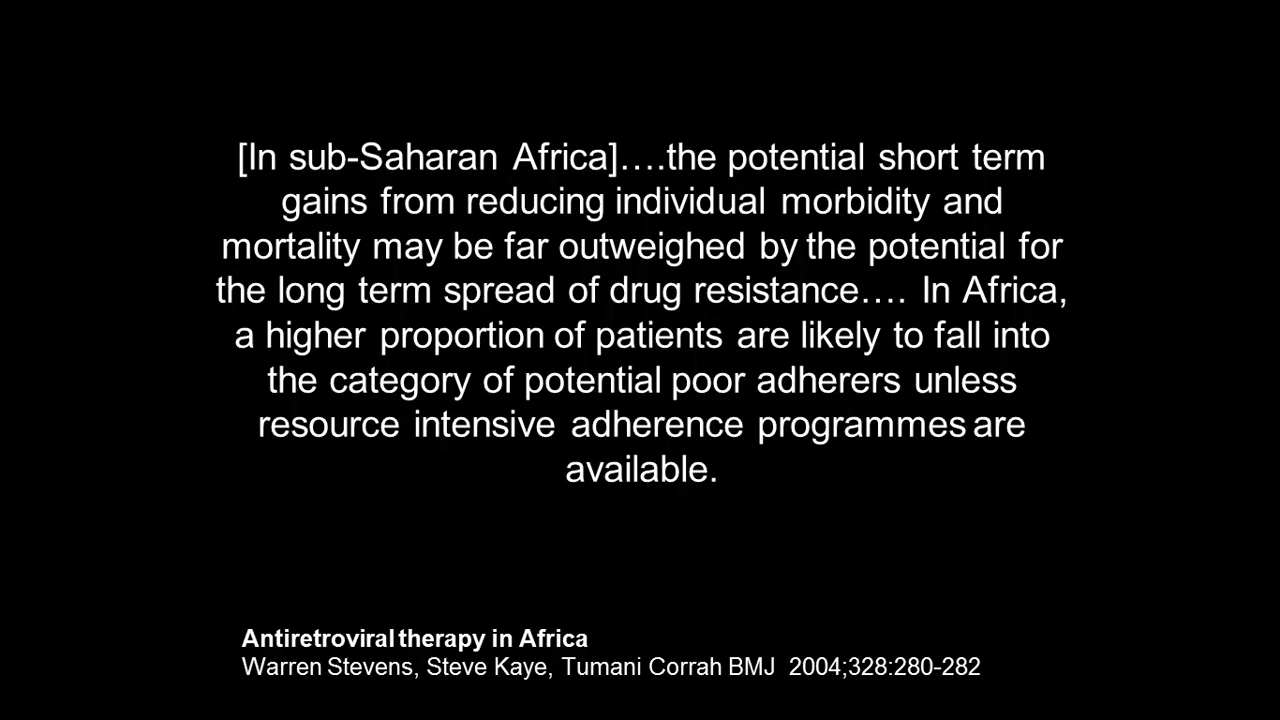 [In sub-Saharan Africa]….the potential short term
gains from reducing individual morbidity and
mortality may be far outweighed by the potential for
the long term spread of drug resistance…. In Africa,
a higher proportion of patients are likely to fall into
the category of potential poor adherers unless
resource intensive adherence programmes are
available.
Antiretroviral therapy in Africa
Warren Stevens, Steve Kaye, Tumani Corrah BMJ 2004;328:280-282